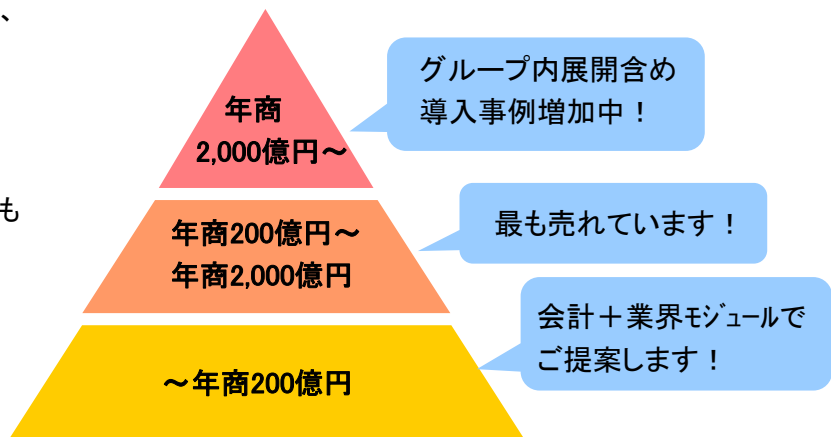 、
グループ内展開含め
導入事例増加中！
年商
2,000億円～
も
最も売れています！
年商200億円～
年商2,000億円
会計＋業界ﾓｼﾞｭｰﾙで
ご提案します！
～年商200億円